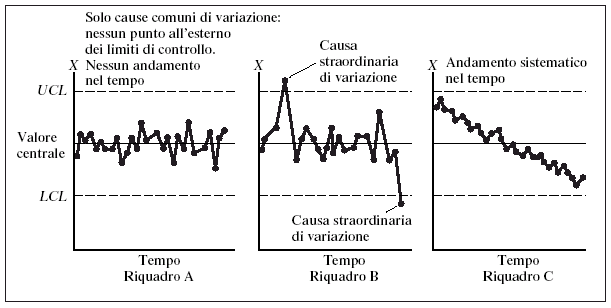 Solo cause comuni di variazione:
nessun punto all'esterno
dei limiti di controllo.
Nessun andamento
nel tempo
X
UCL
Valore
centrale
LCL
Tempo
Riquadro A
Causa
straordinaria
di variazione
X
Causa straordinaria
di variazione
Tempo
Riquadro B
Andamento sistematico
nel tempo
X
Tempo
Riquadro C